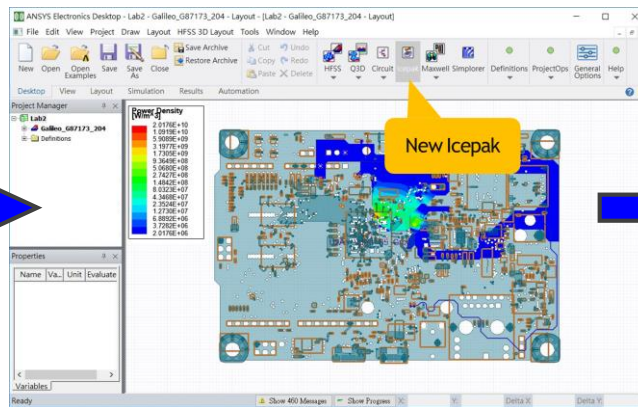 ANSYS Electronics Desktop - Lab2 - Galileo_G87173_204 - Layout - [Lab2 - Galileo_G87173_204 - Layout]
File Edit View Project Draw Layout HFSS 3D Layout Tools Window Help
New
Open
Open Examples
Save
Save As
Close
Save Archive
Restore Archive
Cut
Copy
Paste
Undo
Redo
Delete
HFSS
Q3D
Circuit
Icepak
Maxwell
Simplorer
Definitions
ProjectOps
General Options
Help
Desktop View Layout Simulation Results Automation
Project Manager
Lab2
Galileo_G87173_204
Definitions
Power Density
[W/m^3]
2.0176E+10
1.0919E+10
5.9089E+09
3.1977E+09
1.7305E+09
9.3649E+08
5.0680E+08
2.7427E+08
1.4842E+08
8.0323E+07
4.3468E+07
2.3524E+07
1.2730E+07
6.8892E+06
3.7282E+06
2.0176E+06
New Icepak
Properties
Name Va... Unit Evaluate
Variables
Ready
Show 400 Messages
Show Progress
X:
Y:
Delta X
Delta Y: